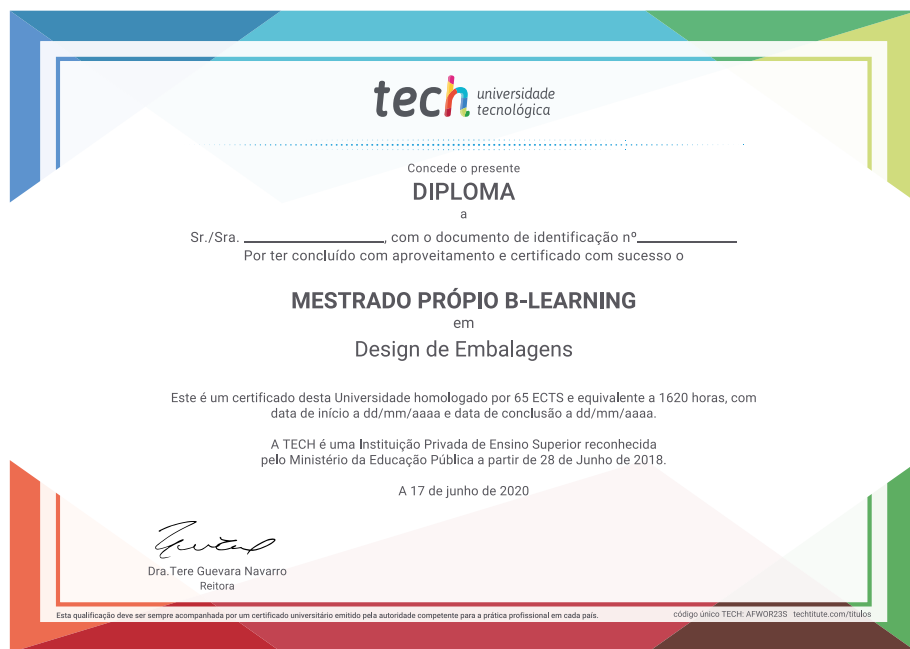 tech universidade
tecnológica
Concede o presente
DIPLOMA
a
Sr./Sra. ____________________, com o documento de identificação nº______________
Por ter concluído com aproveitamento e certificado com sucesso o
MESTRADO PRÓPIO B-LEARNING
em
Design de Embalagens
Este é um certificado desta Universidade homologado por 65 ECTS e equivalente a 1620 horas, com
data de início a dd/mm/aaaa e data de conclusão a dd/mm/aaaa.
A TECH é uma Instituição Privada de Ensino Superior reconhecida
pelo Ministério da Educação Pública a partir de 28 de Junho de 2018.
A 17 de junho de 2020
Dra.Tere Guevara Navarro
Reitora
Esta qualificação deve ser sempre acompanhada por um certificado universitário emitido pela autoridade competente para a prática profissional em cada país.
código único TECH: AFWOR23S techtitute.com/titulos